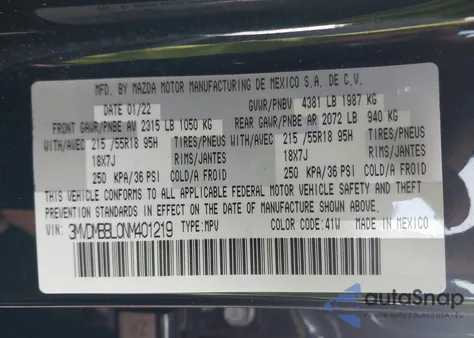 MFD. BY MAZDA MOTOR MANUFACTURING DE MEXICO S.A. DE C.V.
DATE 01/22 GVWR/PNBV 4381 LB 1987 KG
FRONT GAWR/PNBE AV 2315 LB 1050 KG REAR GAWR/PNBE AR 2072 LB 940 KG
WITH/AVEC 215 /55R18 95H TIRES/PNEUS WITH/AVEC 215 /55R18 95H TIRES/PNEUS
18X7J RIMS/JANTES 18X7J RIMS/JANTES
250 KPA/36 PSI COLD/A FROID 250 KPA/36 PSI COLD/A FROID
THIS VEHICLE CONFORMS TO ALL APPLICABLE FEDERAL MOTOR VEHICLE SAFETY AND THEFT
PREVENTION STANDARDS IN EFFECT ON THE DATE OF MANUFACTURE SHOWN ABOVE.
VIN: 3MVDMBBL0NM401219 TYPE:MPV COLOR CODE:41W MADE IN MEXICO
autoSnap